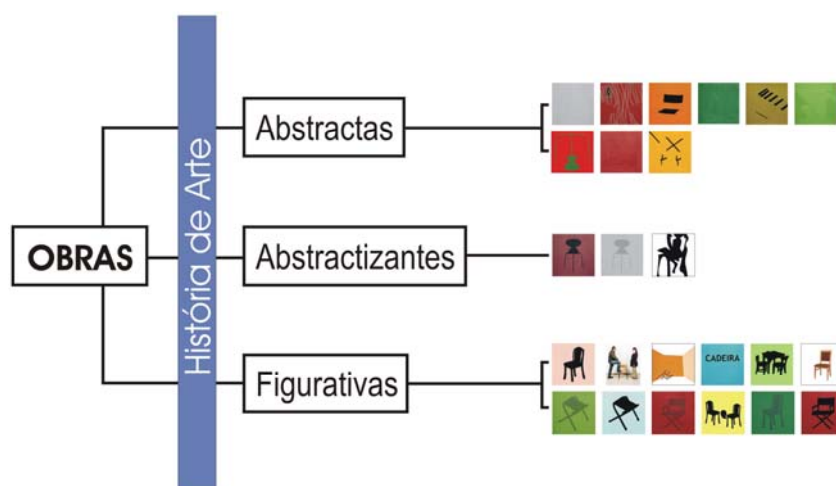 OBRAS
História de Arte
Abstractas
Abstractizantes
Figurativas
CADEIRA